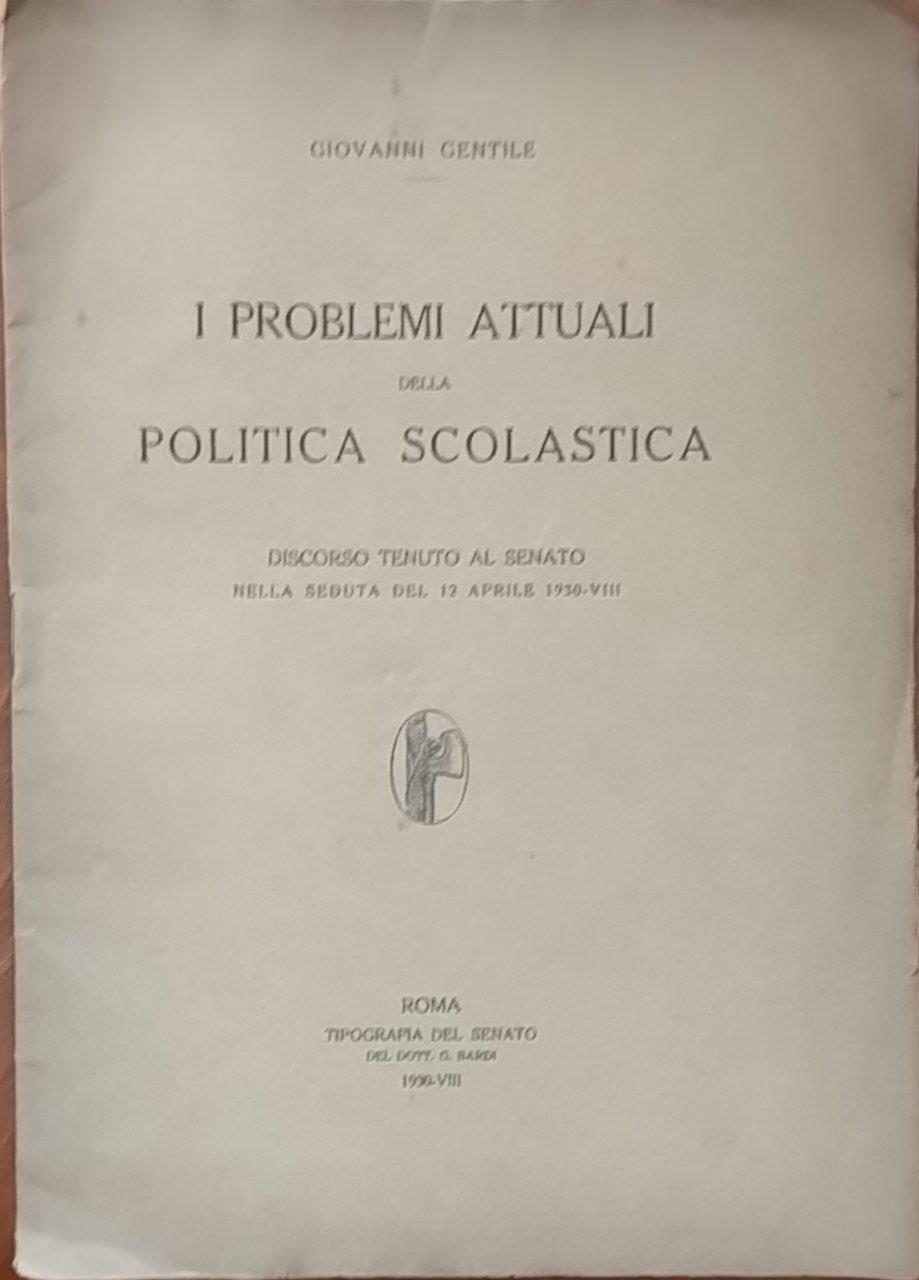 GIOVANNI GENTILE
I PROBLEMI ATTUALI
DELLA
POLITICA SCOLASTICA
DISCORSO TENUTO AL SENATO
NELLA SEDUTA DEL 12 APRILE 1930-VIII
ROMA
TIPOGRAFIA DEL SENATO
DEL DOTT. G. BARDI
1930-VIII